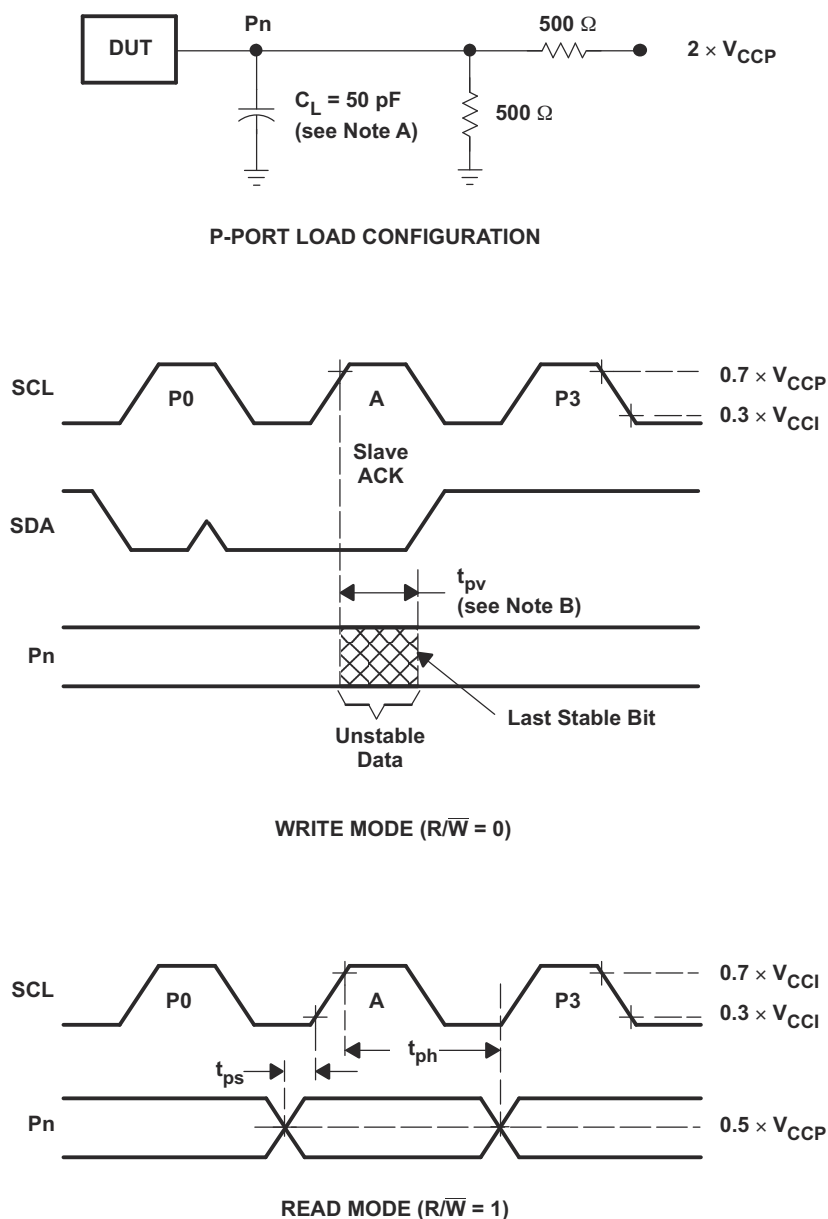 DUT
Pn
500 Ω
2 × VCCP
CL = 50 pF
(see Note A)
500 Ω
P-PORT LOAD CONFIGURATION
SCL
P0
A
P3
0.7 × VCCP
0.3 × VCCI
Slave
ACK
SDA
tpv
(see Note B)
Pn
Last Stable Bit
Unstable
Data
WRITE MODE (R/W̅ = 0)
SCL
P0
A
P3
0.7 × VCCI
0.3 × VCCI
tps
tph
Pn
0.5 × VCCP
READ MODE (R/W̅ = 1)